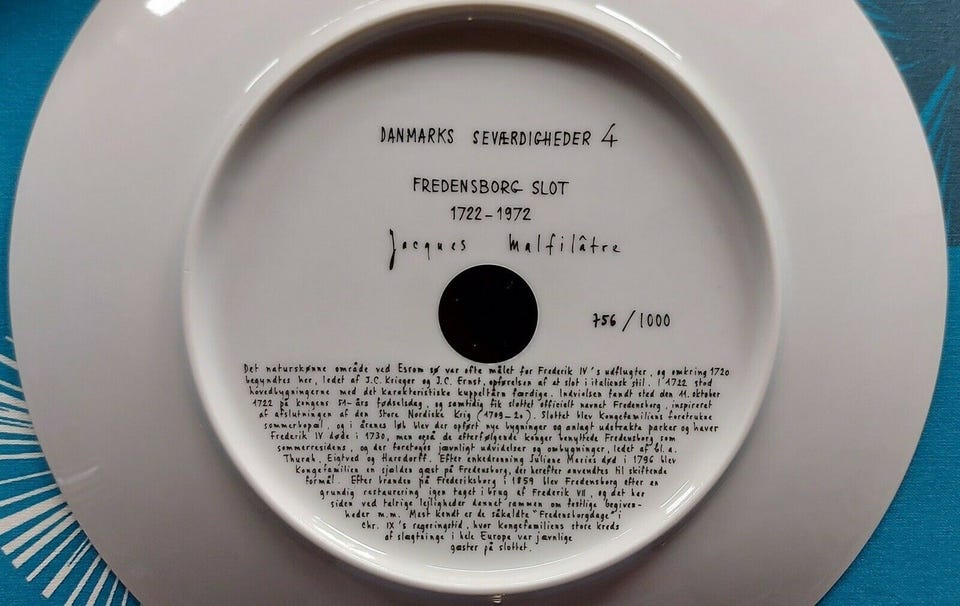 DANMARKS SEVÆRDIGHEDER 4
FREDENSBORG SLOT
1722-1972
Jacques Malfilâtre
756/1000
Det naturskønne område ved Esrom sø var ofte målet for Frederik IV's udflugter, og omkring 1720
begyndtes her, ledet af J.C. Krieger og J.C. Ernst, opførelsen af et slot i italiensk stil. I 1722 stod
hovedbygningerne med det karakteristiske kuppeltårn færdige. Indvielsen fandt sted den 11. oktober
1722 på kongens 51-års fødselsdag, og samtidig fik slottet officielt navnet Fredensborg, inspireret
af afslutningen af den Store Nordiske Krig (1709-20). Slottet blev kongefamiliens foretrukne
sommerbopæl, og i årenes løb blev der opført nye bygninger og anlagt udstrakte parker og haver
Frederik IV døde i 1730, men også de efterfølgende konger benyttede Fredensborg som
sommerresidens, og der foretoges jævnligt udvidelser og ombygninger, ledet af bl.a.
Thurah, Eigtved og Harsdorff. Efter enkedronning Juliane Maries død i 1796 blev
Kongefamilien en sjælden gæst på Fredensborg, der herefter anvendtes til skiftende
formål. Efter branden på Frederiksborg i 1859 blev Fredensborg efter en
grundig restaurering igen taget i brug af Frederik VII, og det har
siden ved talrige lejligheder dannet rammen om festlige begiven-
heder m.m. Mest kendt er de såkaldte "Fredensborgdage" i
Chr. IX's regeringstid, hvor kongefamiliens store kreds
af slægtninge i hele Europa var jævnlige
gæster på slottet.